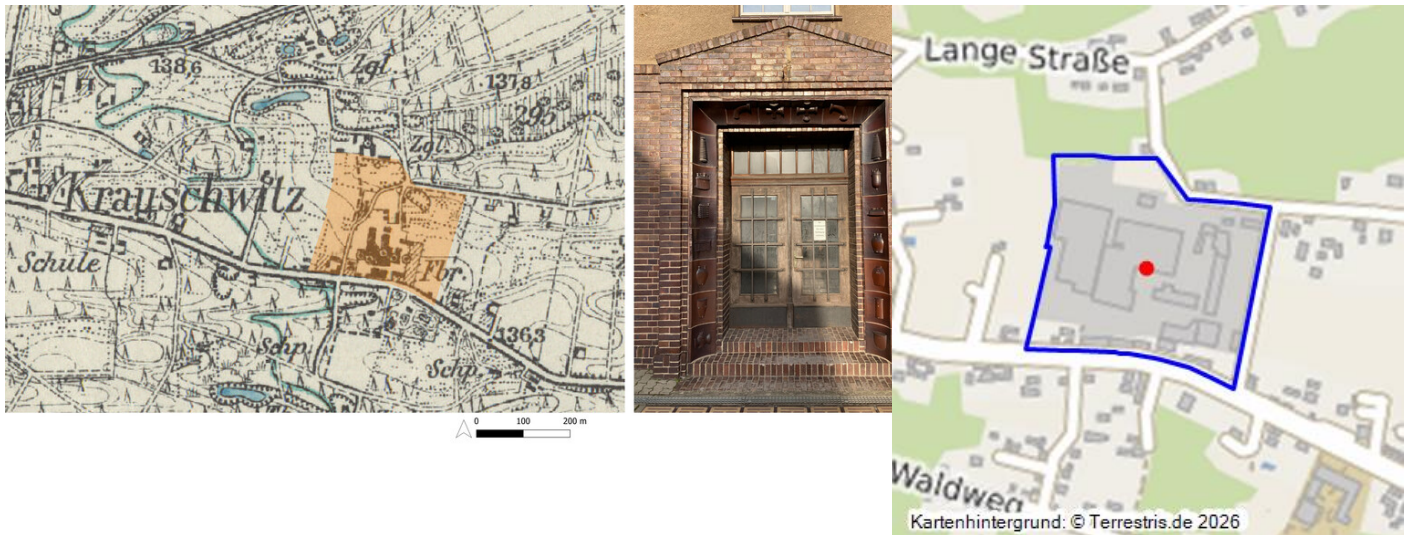 138,6
Zgl
137,8
295
Zgl.
Krauschwitz
Schule
Fbr.
136,3
Schp.
Schp.
0 100 200 m
Lange Straße
Waldweg
Kartenhintergrund: © Terrestris.de 2026